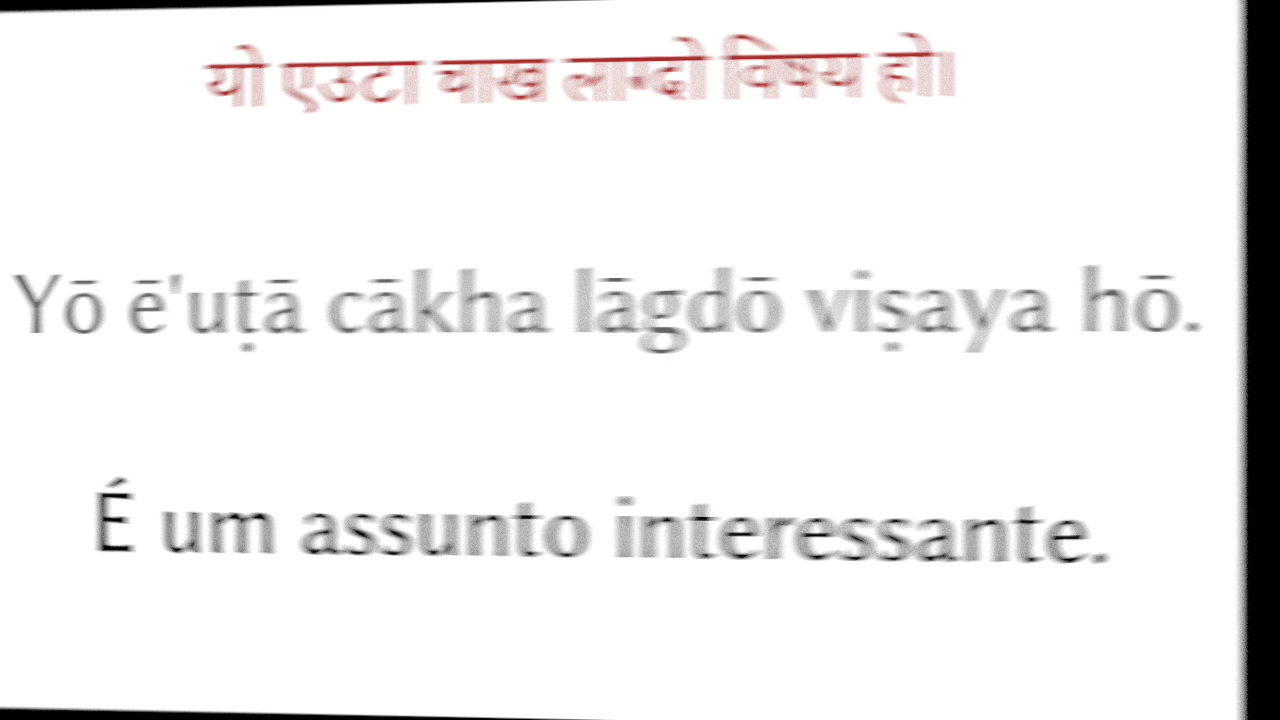 यो एउटा चाख लाग्दो विषय हो।
Yō ē'uṭā cākha lāgdō viṣaya hō.
É um assunto interessante.